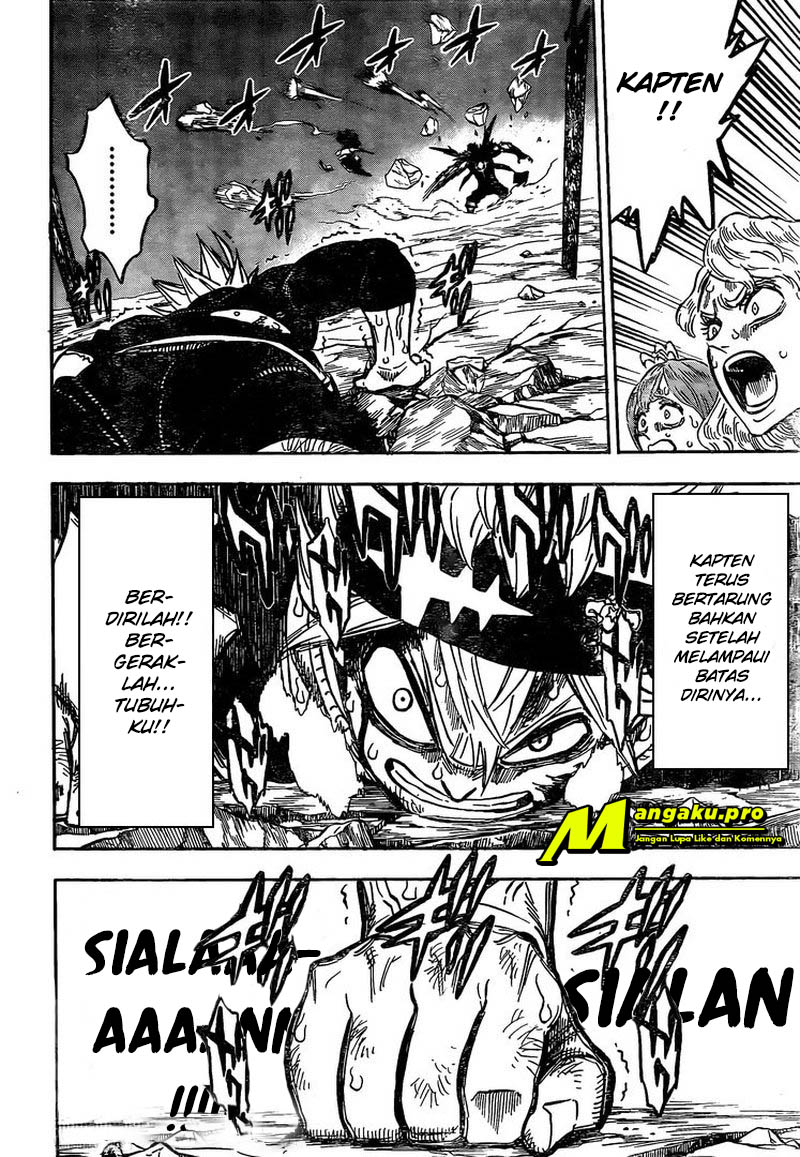 KAPTEN
!!
.........
KAPTEN
TERUS
BERTARUNG
BAHKAN
SETELAH
MELAMPAUI
BATAS
DIRINYA...
BER-
DIRILAH!!
BER-
GERAK-
LAH...
TUBUH-
KU!!
Mangaku.pro
Jangan Lupa Like dan Komennya
SIALAN
SIALAAA-
AAAANN
!!!!